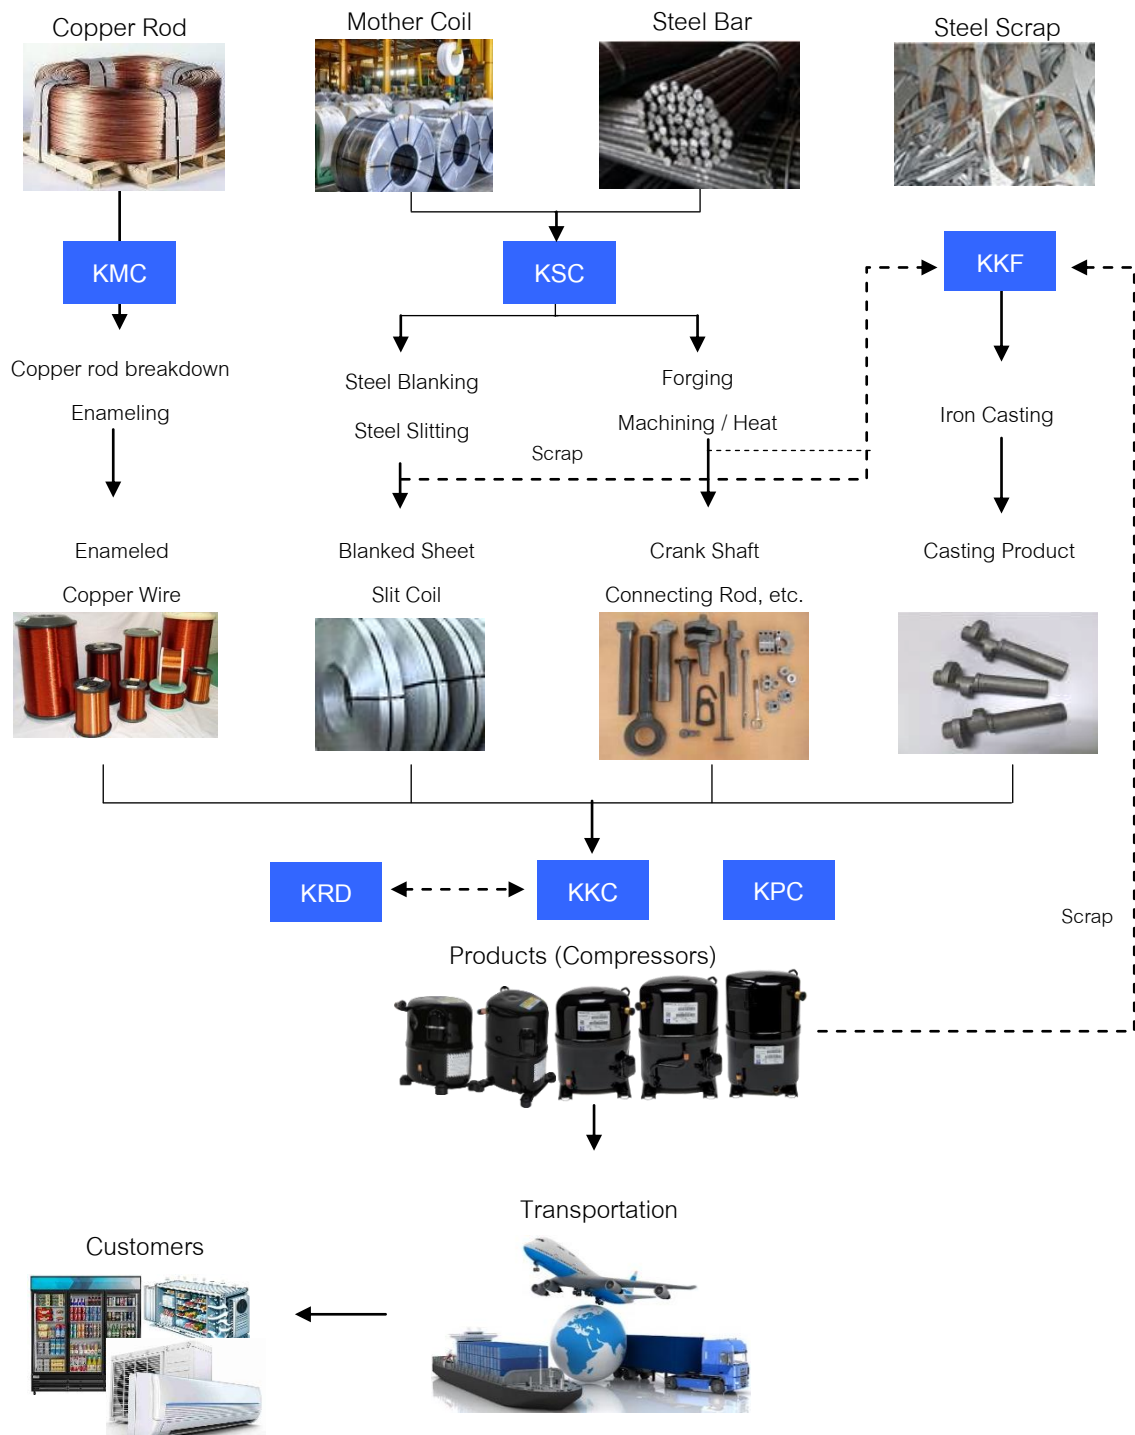 Copper Rod
Mother Coil
Steel Bar
Steel Scrap
KMC
KSC
KKF
Copper rod breakdown
Enameling
Steel Blanking
Steel Slitting
Forging
Machining / Heat
Iron Casting
Scrap
Enameled
Copper Wire
Blanked Sheet
Slit Coil
Crank Shaft
Connecting Rod, etc.
Casting Product
KRD
KKC
KPC
Scrap
Products (Compressors)
Transportation
Customers